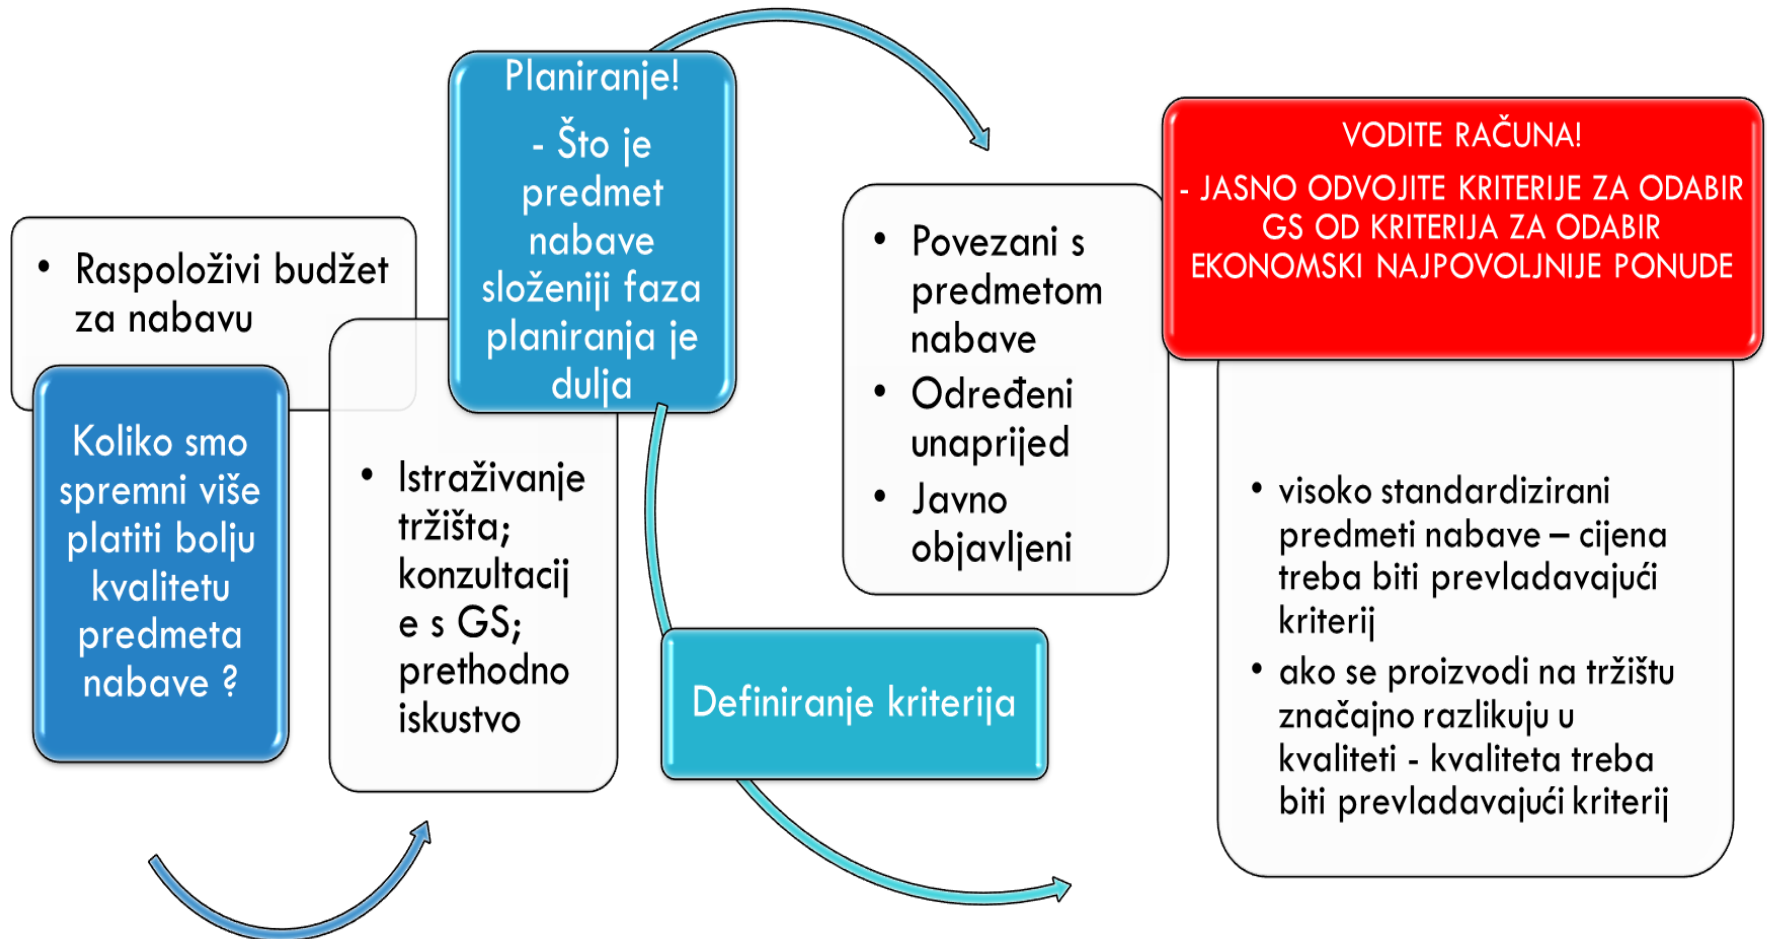 • Raspoloživi budžet
za nabavu
Koliko smo
spremni više
platiti bolju
kvalitetu
predmeta
nabave ?
Planiranje!
- Što je
predmet
nabave
složeniji faza
planiranja je
dulja
• Istraživanje
tržišta;
konzultacij
e s GS;
prethodno
iskustvo
• Povezani s
predmetom
nabave
• Određeni
unaprijed
• Javno
objavljeni
Definiranje kriterija
VODITE RAČUNA!
- JASNO ODVOJITE KRITERIJE ZA ODABIR
GS OD KRITERIJA ZA ODABIR
EKONOMSKI NAJPOVOLJNIJE PONUDE
• visoko standardizirani
predmeti nabave – cijena
treba biti prevladavajući
kriterij
• ako se proizvodi na tržištu
značajno razlikuju u
kvaliteti - kvaliteta treba
biti prevladavajući kriterij